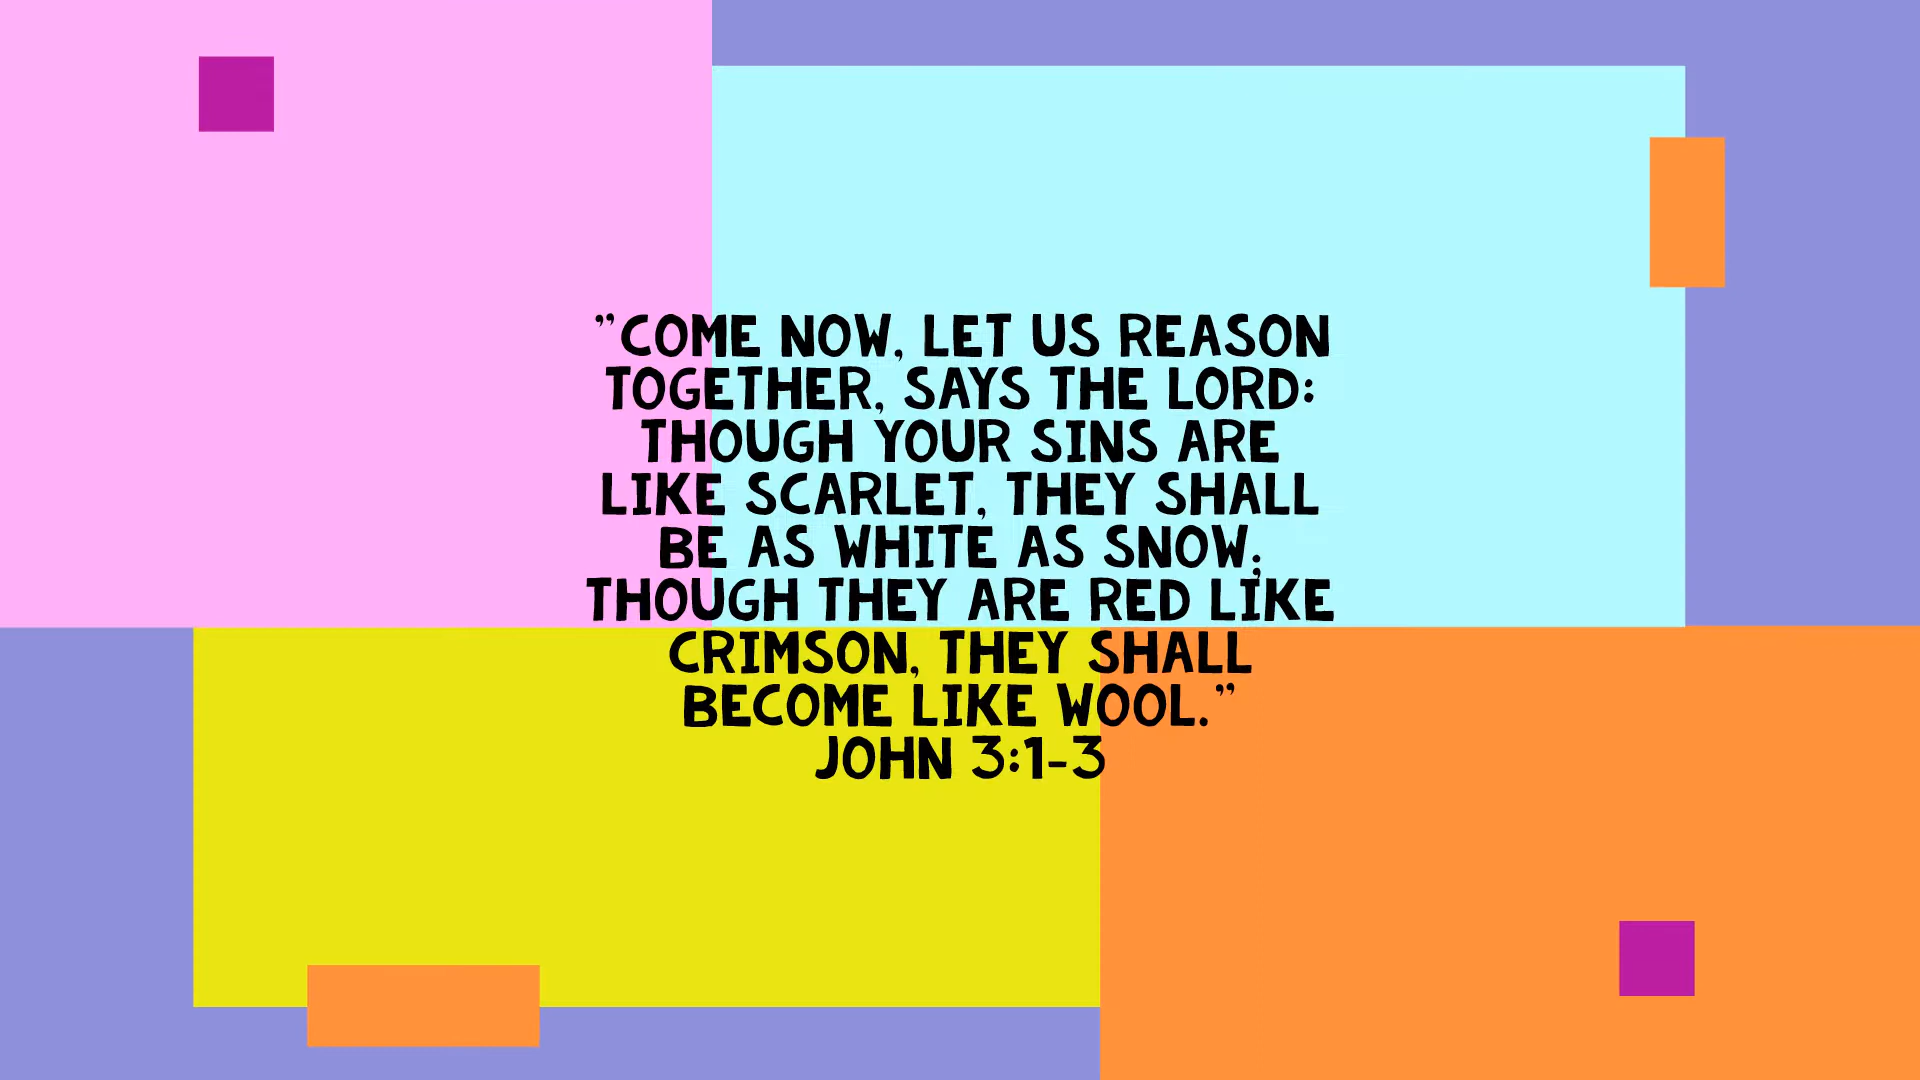 ”COME NOW, LET US REASON
TOGETHER, SAYS THE LORD:
THOUGH YOUR SINS ARE
LIKE SCARLET, THEY SHALL
BE AS WHITE AS SNOW;
THOUGH THEY ARE RED LIKE
CRIMSON, THEY SHALL
BECOME LIKE WOOL.”
JOHN 3:1-3